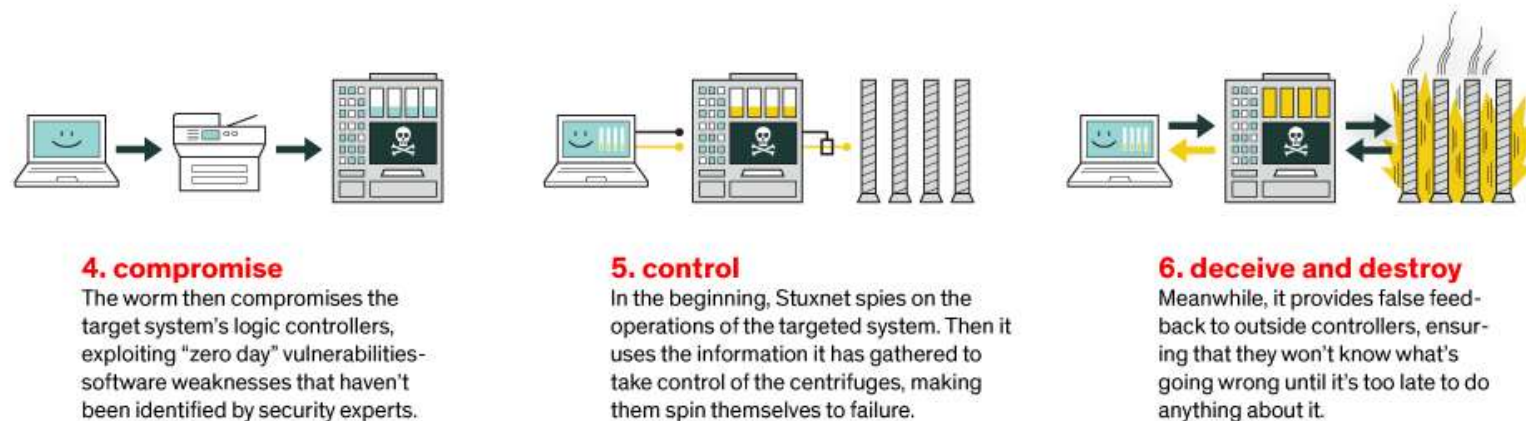 4. compromise
The worm then compromises the
target system's logic controllers,
exploiting “zero day” vulnerabilities-
software weaknesses that haven't
been identified by security experts.
5. control
In the beginning, Stuxnet spies on the
operations of the targeted system. Then it
uses the information it has gathered to
take control of the centrifuges, making
them spin themselves to failure.
6. deceive and destroy
Meanwhile, it provides false feed-
back to outside controllers, ensur-
ing that they won't know what's
going wrong until it's too late to do
anything about it.